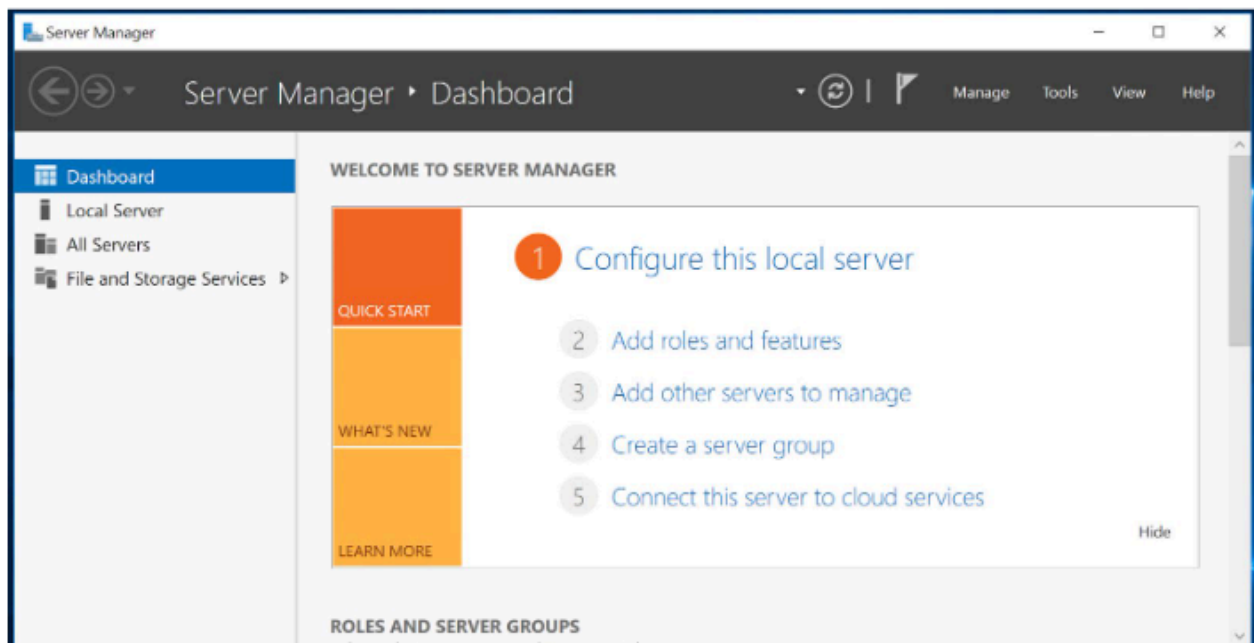 Server Manager
Server Manager • Dashboard
Manage Tools View Help
Dashboard
Local Server
All Servers
File and Storage Services
WELCOME TO SERVER MANAGER
QUICK START
WHAT'S NEW
LEARN MORE
1 Configure this local server
2 Add roles and features
3 Add other servers to manage
4 Create a server group
5 Connect this server to cloud services
Hide
ROLES AND SERVER GROUPS